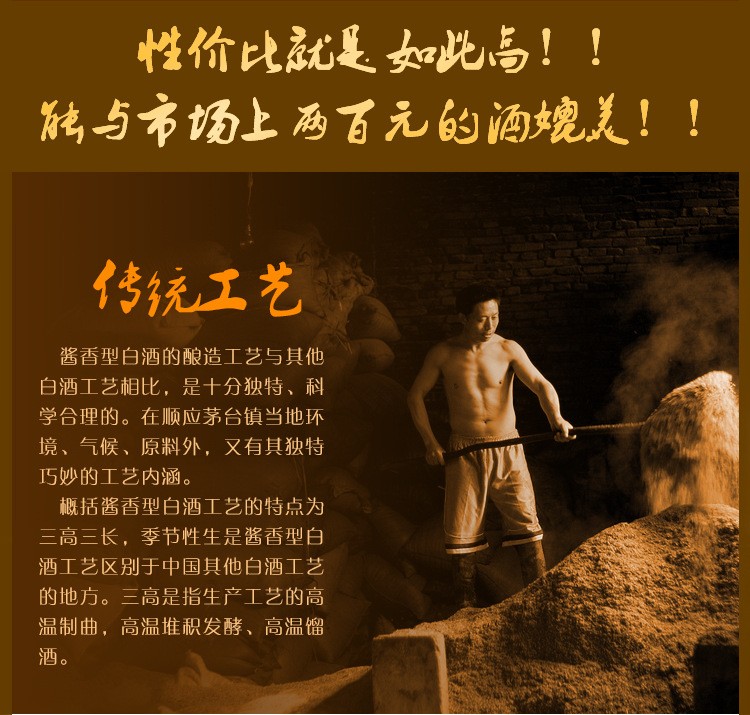 性价比就是如此高！！
能与市场上两百元的酒媲美！！
传统工艺
酱香型白酒的酿造工艺与其他
白酒工艺相比，是十分独特、科
学合理的。在顺应茅台镇当地环
境、气候、原料外，又有其独特
巧妙的工艺内涵。
概括酱香型白酒工艺的特点为
三高三长，季节性生是酱香型白
酒工艺区别于中国其他白酒工艺
的地方。三高是指生产工艺的高
温制曲，高温堆积发酵、高温馏
酒。